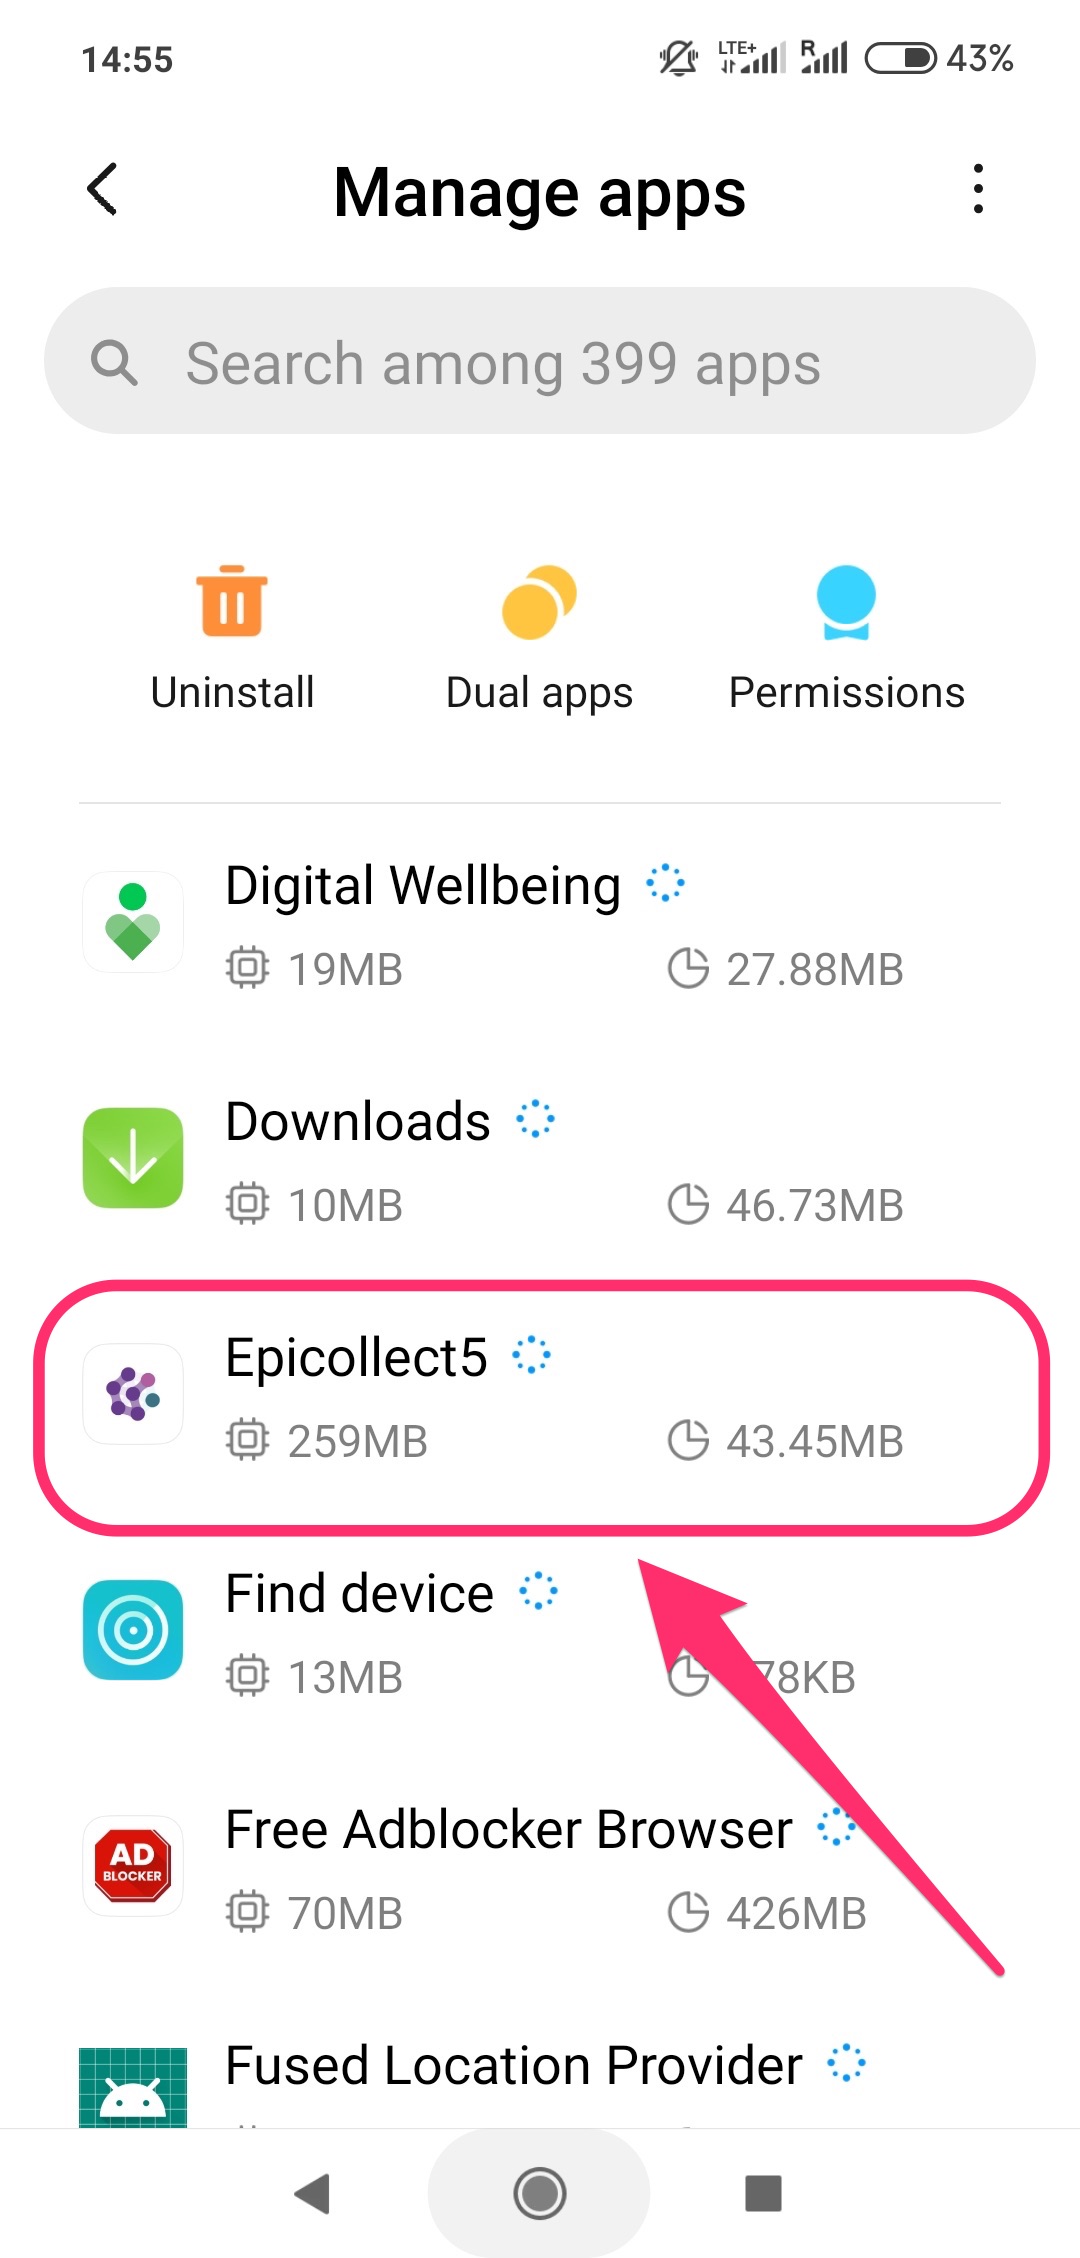 14:55 LTE+ R 43%
Manage apps
Search among 399 apps
Uninstall Dual apps Permissions
Digital Wellbeing
19MB 27.88MB
Downloads
10MB 46.73MB
Epicollect5
259MB 43.45MB
Find device
13MB 78KB
Free Adblocker Browser
AD
BLOCKER
70MB 426MB
Fused Location Provider